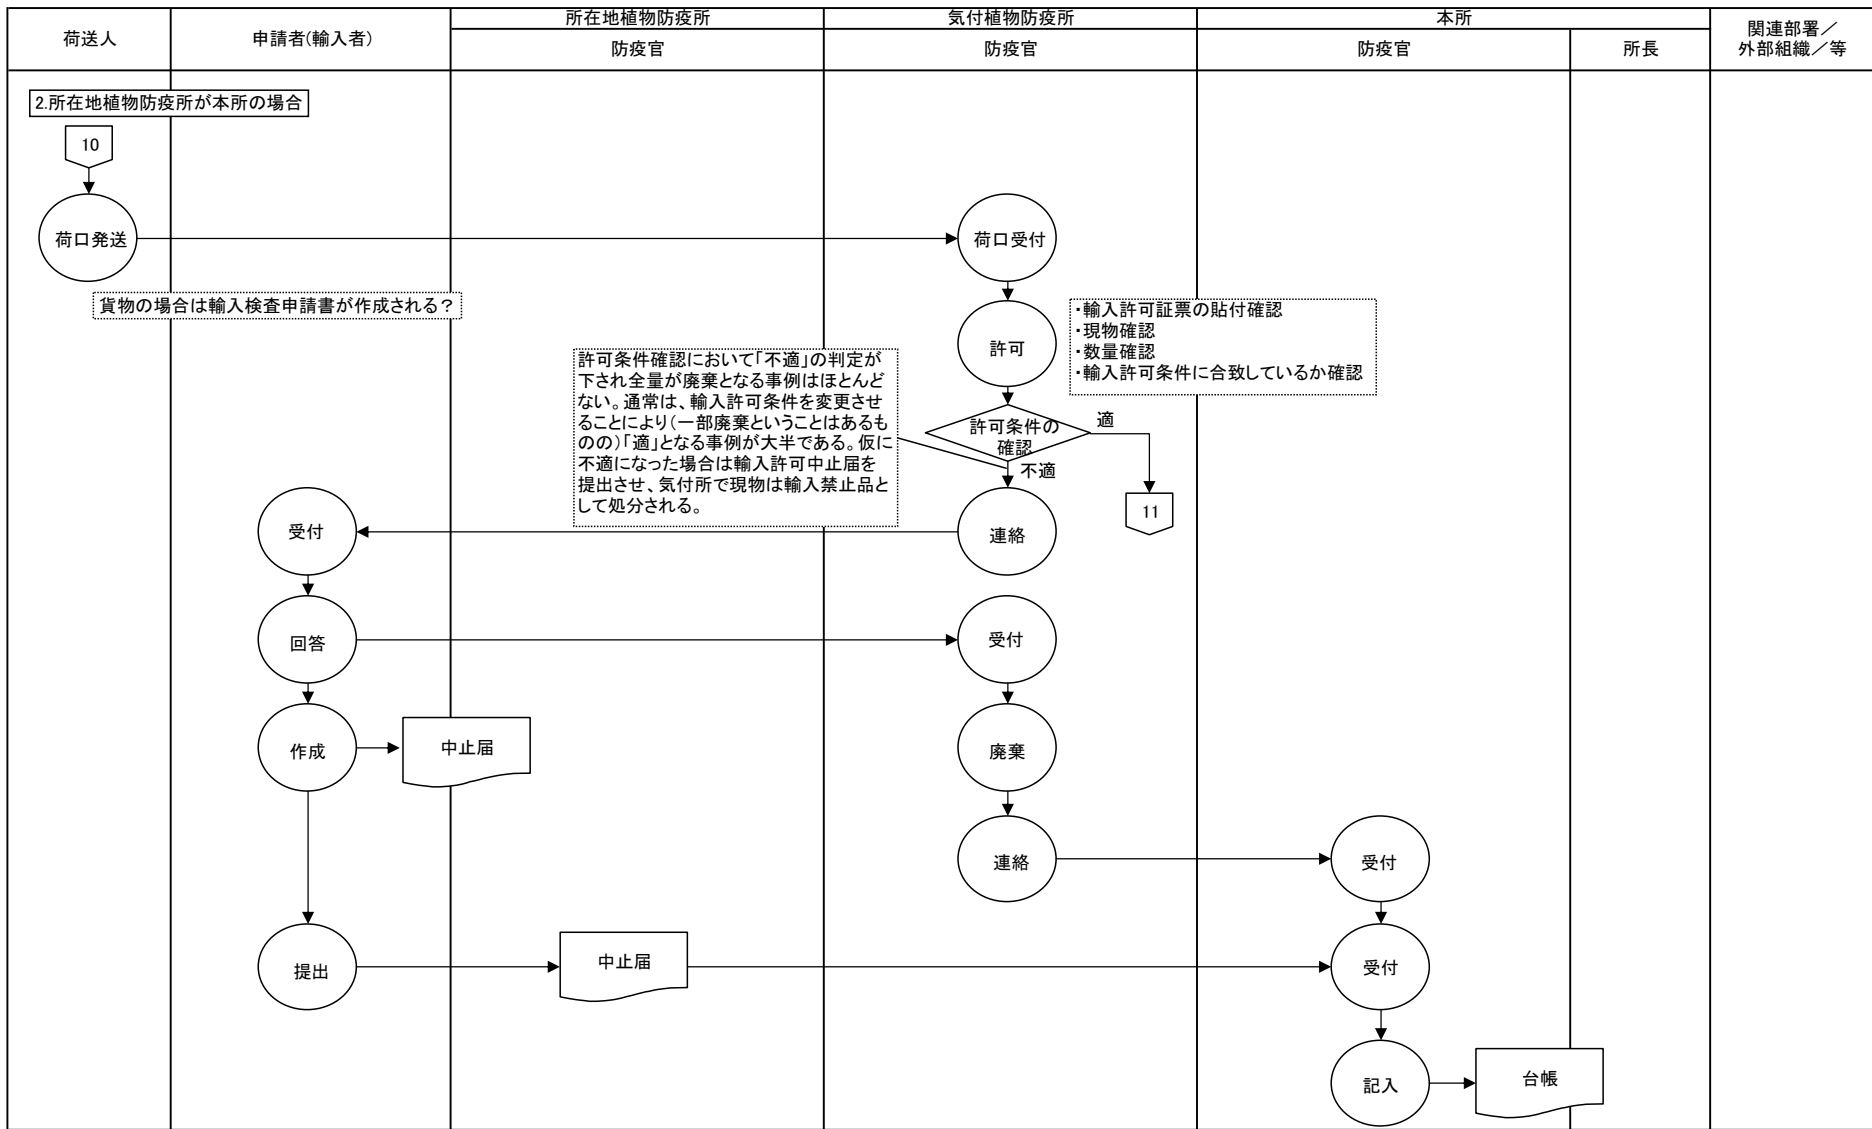 荷送人
申請者(輸入者)
所在地植物防疫所
防疫官
気付植物防疫所
防疫官
本所
防疫官
所長
関連部署／
外部組織／等
2.所在地植物防疫所が本所の場合
10
荷口発送
荷口受付
貨物の場合は輸入検査申請書が作成される？
許可
・輸入許可証票の貼付確認
・現物確認
・数量確認
・輸入許可条件に合致しているか確認
許可条件確認において「不適」の判定が
下され全量が廃棄となる事例はほとんど
ない。通常は、輸入許可条件を変更させ
ることにより（一部廃棄ということはあるも
のの）「適」となる事例が大半である。仮に
不適になった場合は輸入許可中止届を
提出させ、気付所で現物は輸入禁止品と
して処分される。
許可条件の
確認
適
不適
11
受付
連絡
回答
受付
作成
中止届
廃棄
連絡
受付
提出
中止届
受付
記入
台帳